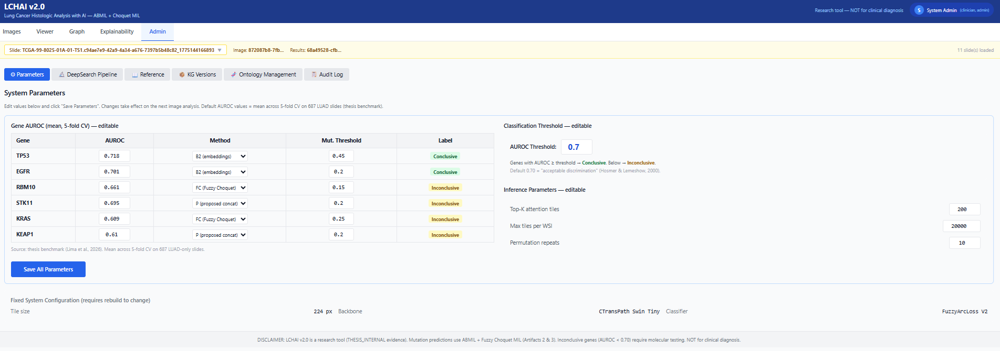 LCHAI v2.0
Lung Cancer Histologic Analysis with AI — ABMIL + Choquet MIL
Research tool — NOT for clinical diagnosis
S System Admin (clinician, admin)
Images Viewer Graph Explainability Admin
Slide: TCGA-99-8025-01A-01-TS1.c94ae7e9-42a9-4a34-a676-7397b5b48c82_1775144166893 ▼ Image: 872087b8-7fb... Results: 68a49528-cfb... 11 slide(s) loaded
⚙ Parameters DeepSearch Pipeline Reference KG Versions Ontology Management Audit Log
System Parameters
Edit values below and click "Save Parameters". Changes take effect on the next image analysis. Default AUROC values = mean across 5-fold CV on 687 LUAD slides (thesis benchmark).
Gene AUROC (mean, 5-fold CV) — editable
Gene AUROC Method Mut. Threshold Label
TP53 0.718 B2 (embeddings) 0.45 Conclusive
EGFR 0.701 B2 (embeddings) 0.2 Conclusive
RBM10 0.661 FC (Fuzzy Choquet) 0.15 Inconclusive
STK11 0.695 P (proposed concat) 0.2 Inconclusive
KRAS 0.609 FC (Fuzzy Choquet) 0.25 Inconclusive
KEAP1 0.61 P (proposed concat) 0.2 Inconclusive
Source: thesis benchmark (Lima et al., 2026). Mean across 5-fold CV on 687 LUAD-only slides.
Save All Parameters
Classification Threshold — editable
AUROC Threshold: 0.7
Genes with AUROC ≥ threshold → Conclusive. Below → Inconclusive.
Default 0.70 = "acceptable discrimination" (Hosmer & Lemeshow, 2000).
Inference Parameters — editable
Top-K attention tiles 200
Max tiles per WSI 20000
Permutation repeats 10
Fixed System Configuration (requires rebuild to change)
Tile size 224 px Backbone CTransPath Swin Tiny Classifier FuzzyArcLoss V2
DISCLAIMER: LCHAI v2.0 is a research tool (THESIS_INTERNAL evidence). Mutation predictions use ABMIL + Fuzzy Choquet MIL (Artifacts 2 & 3). Inconclusive genes (AUROC < 0.70) require molecular testing. NOT for clinical diagnosis.